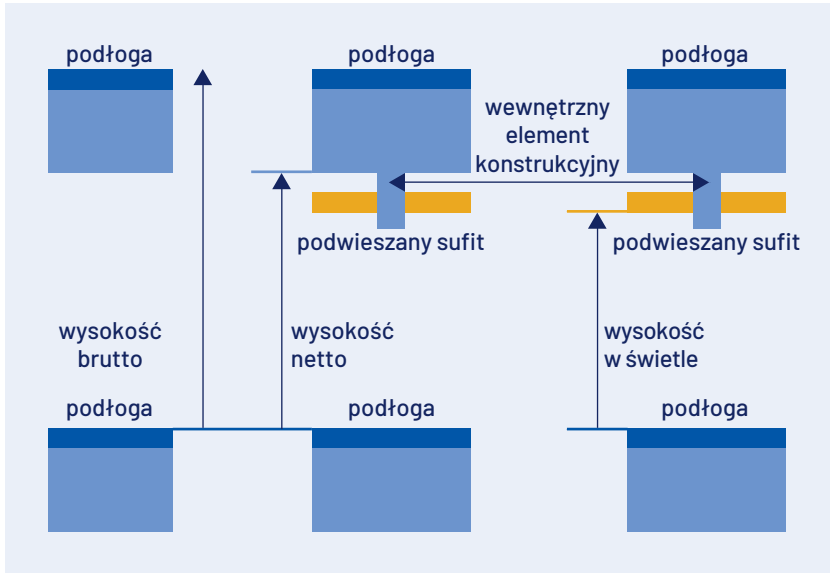 podłoga
podłoga
podłoga
wewnętrzny
element
konstrukcyjny
podwieszany sufit
podwieszany sufit
wysokość
brutto
wysokość
netto
wysokość
w świetle
podłoga
podłoga
podłoga